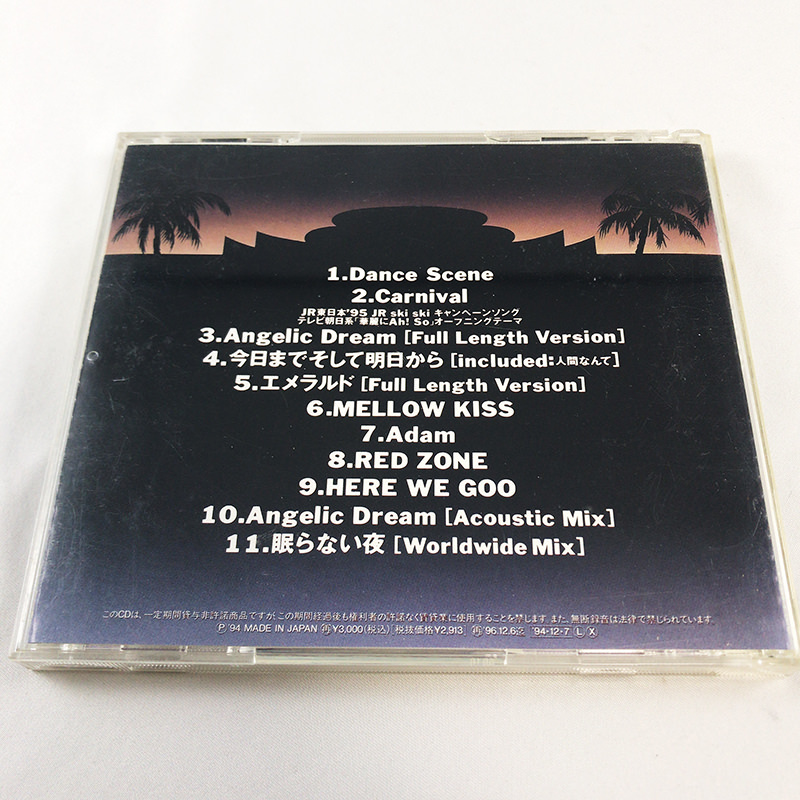 1.Dance Scene
2.Carnival
JR東日本'95 JR ski ski キャンペーンソング
テレビ朝日系「華麗にAh! So」オープニングテーマ
3.Angelic Dream [Full Length Version]
4.今日までそして明日から [included:人間なんて]
5.エメラルド [Full Length Version]
6.MELLOW KISS
7.Adam
8.RED ZONE
9.HERE WE GOO
10.Angelic Dream [Acoustic Mix]
11.眠らない夜 [Worldwide Mix]
このCDは、一定期間貸与非許諾商品ですが、この期間経過後も権利者の許諾なく賃貸業に使用することを禁じます。また、無断録音は法律で禁じられています。
Ⓟ'94 MADE IN JAPAN ㊢¥3,000(税込) 税抜価格¥2,913 ㊢'96.12.6迄 '94-12-7 L X